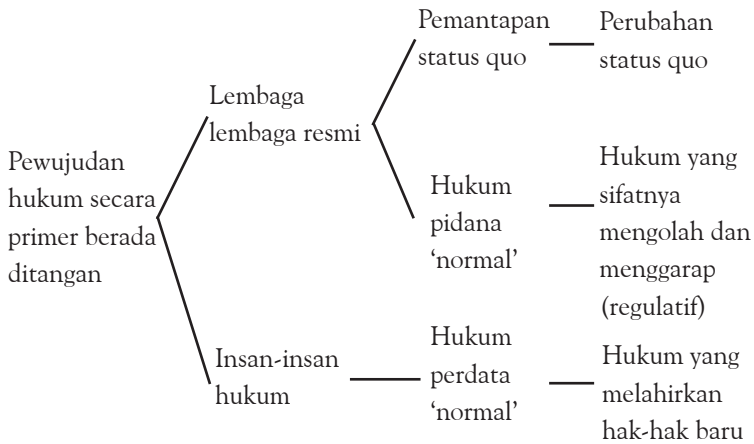 Pemantapan
status quo
Perubahan
status quo
Lembaga
lembaga resmi
Pewujudan
hukum secara
primer berada
ditangan
Hukum
pidana
‘normal’
Hukum yang
sifatnya
mengolah dan
menggarap
(regulatif)
Insan-insan
hukum
Hukum
perdata
‘normal’
Hukum yang
melahirkan
hak-hak baru